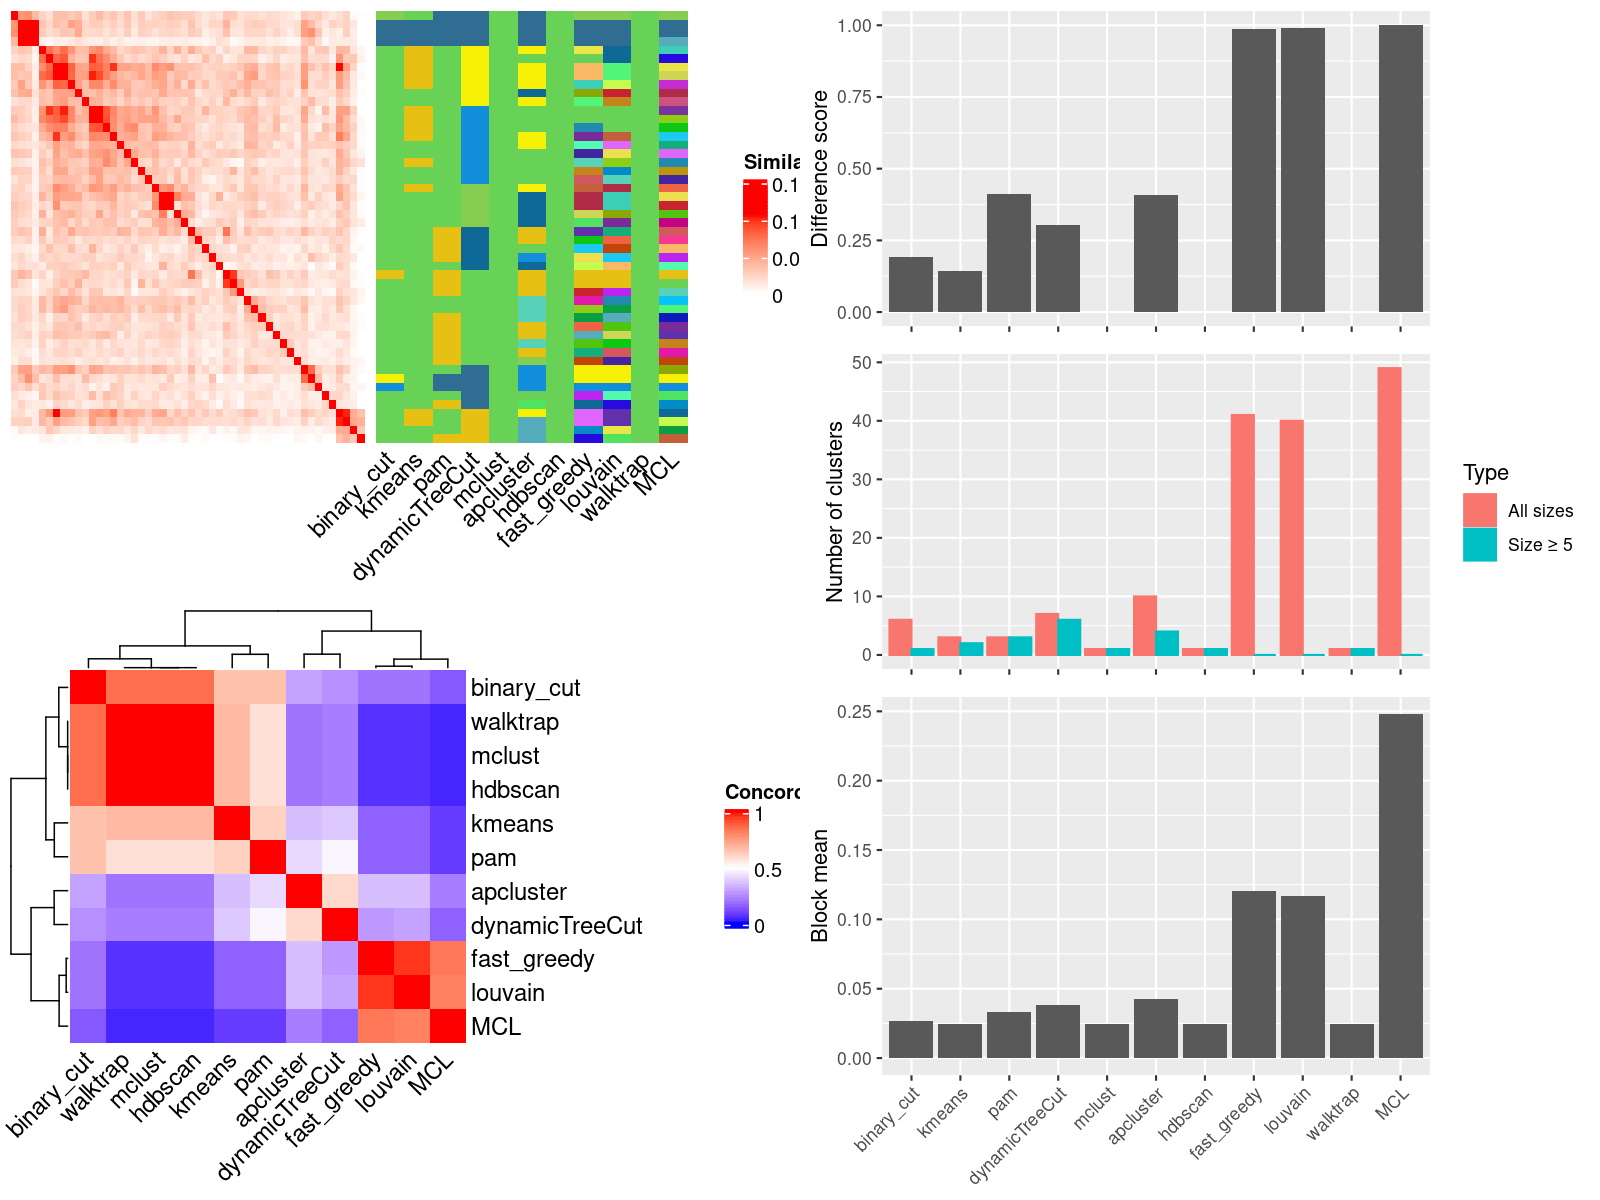 Simila
0.1
0.1
0.0
0
binary_cut
kmeans
pam
dynamicTreeCut
mclust
apcluster
hdbscan
fast_greedy
louvain
walktrap
MCL
binary_cut
walktrap
mclust
hdbscan
kmeans
pam
apcluster
dynamicTreeCut
fast_greedy
louvain
MCL
binary_cut
walktrap
mclust
hdbscan
kmeans
pam
apcluster
dynamicTreeCut
fast_greedy
louvain
MCL
Concord
1
0.5
0
Difference score
1.00
0.75
0.50
0.25
0.00
Number of clusters
50
40
30
20
10
0
Type
All sizes
Size ≥ 5
Block mean
0.25
0.20
0.15
0.10
0.05
0.00
binary_cut
kmeans
pam
dynamicTreeCut
mclust
apcluster
hdbscan
fast_greedy
louvain
walktrap
MCL